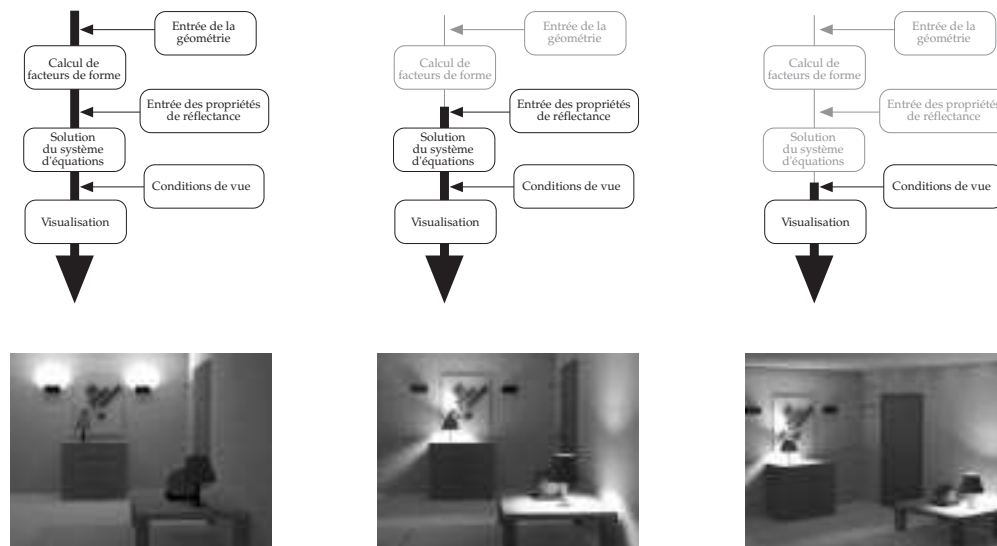 Entrée de la
géométrie
Calcul de
facteurs de forme
Entrée des propriétés
de réflectance
Solution
du système
d'équations
Conditions de vue
Visualisation
Entrée de la
géométrie
Calcul de
facteurs de forme
Entrée des propriétés
de réflectance
Solution
du système
d'équations
Conditions de vue
Visualisation
Entrée de la
géométrie
Calcul de
facteurs de forme
Entrée des propriétés
de réflectance
Solution
du système
d'équations
Conditions de vue
Visualisation